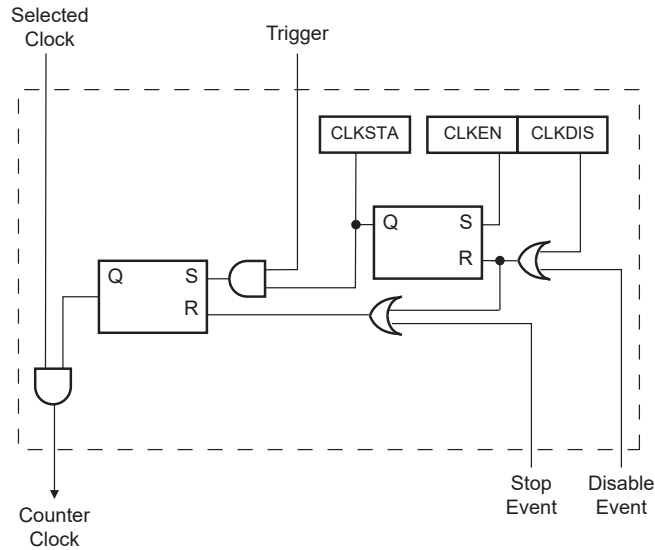 Selected
Clock
Trigger
CLKSTA
CLKEN
CLKDIS
Q
S
R
Q
S
R
Stop
Event
Disable
Event
Counter
Clock